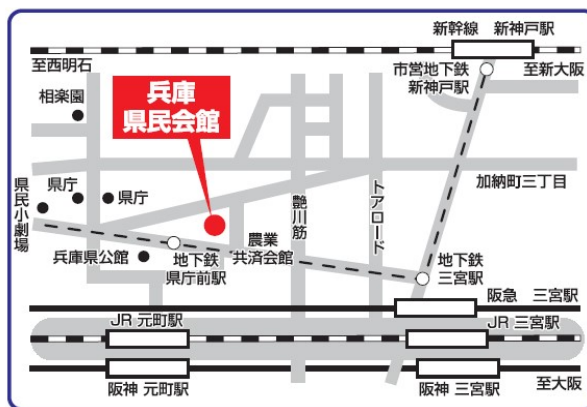 新幹線 新神戸駅
至西明石
市営地下鉄
新神戸駅
至新大阪
兵庫
県民会館
相楽園
加納町三丁目
県民小劇場
県庁
県庁
艶川筋
トアロード
兵庫県公館
地下鉄
県庁前駅
農業
共済会館
地下鉄
三宮駅
阪急 三宮駅
JR 元町駅
JR 三宮駅
阪神 元町駅
阪神 三宮駅
至大阪